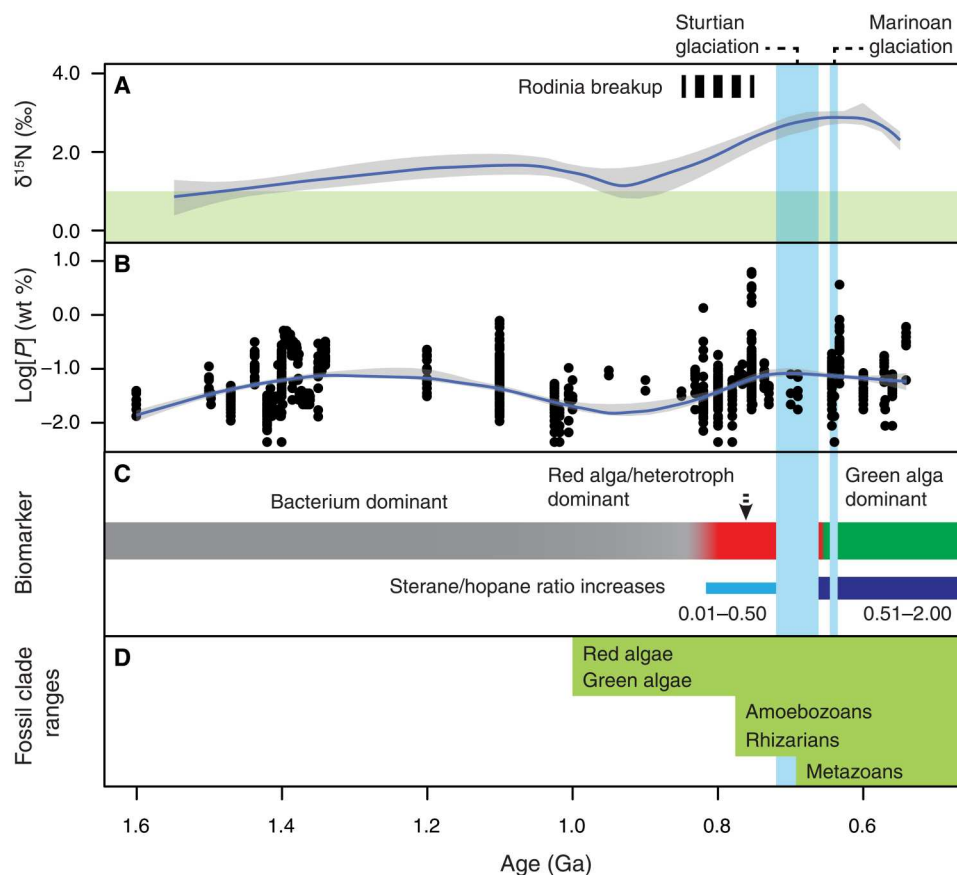 Sturtian
glaciation
Marinoan
glaciation
A
Rodinia breakup
δ¹⁵N (‰)
4.0
2.0
0.0
B
Log[P] (wt %)
1.0
0.0
–1.0
–2.0
C
Biomarker
Bacterium dominant
Red alga/heterotroph
dominant
Green alga
dominant
Sterane/hopane ratio increases
0.01–0.50
0.51–2.00
D
Fossil clade
ranges
Red algae
Green algae
Amoebozoans
Rhizarians
Metazoans
1.6 1.4 1.2 1.0 0.8 0.6
Age (Ga)